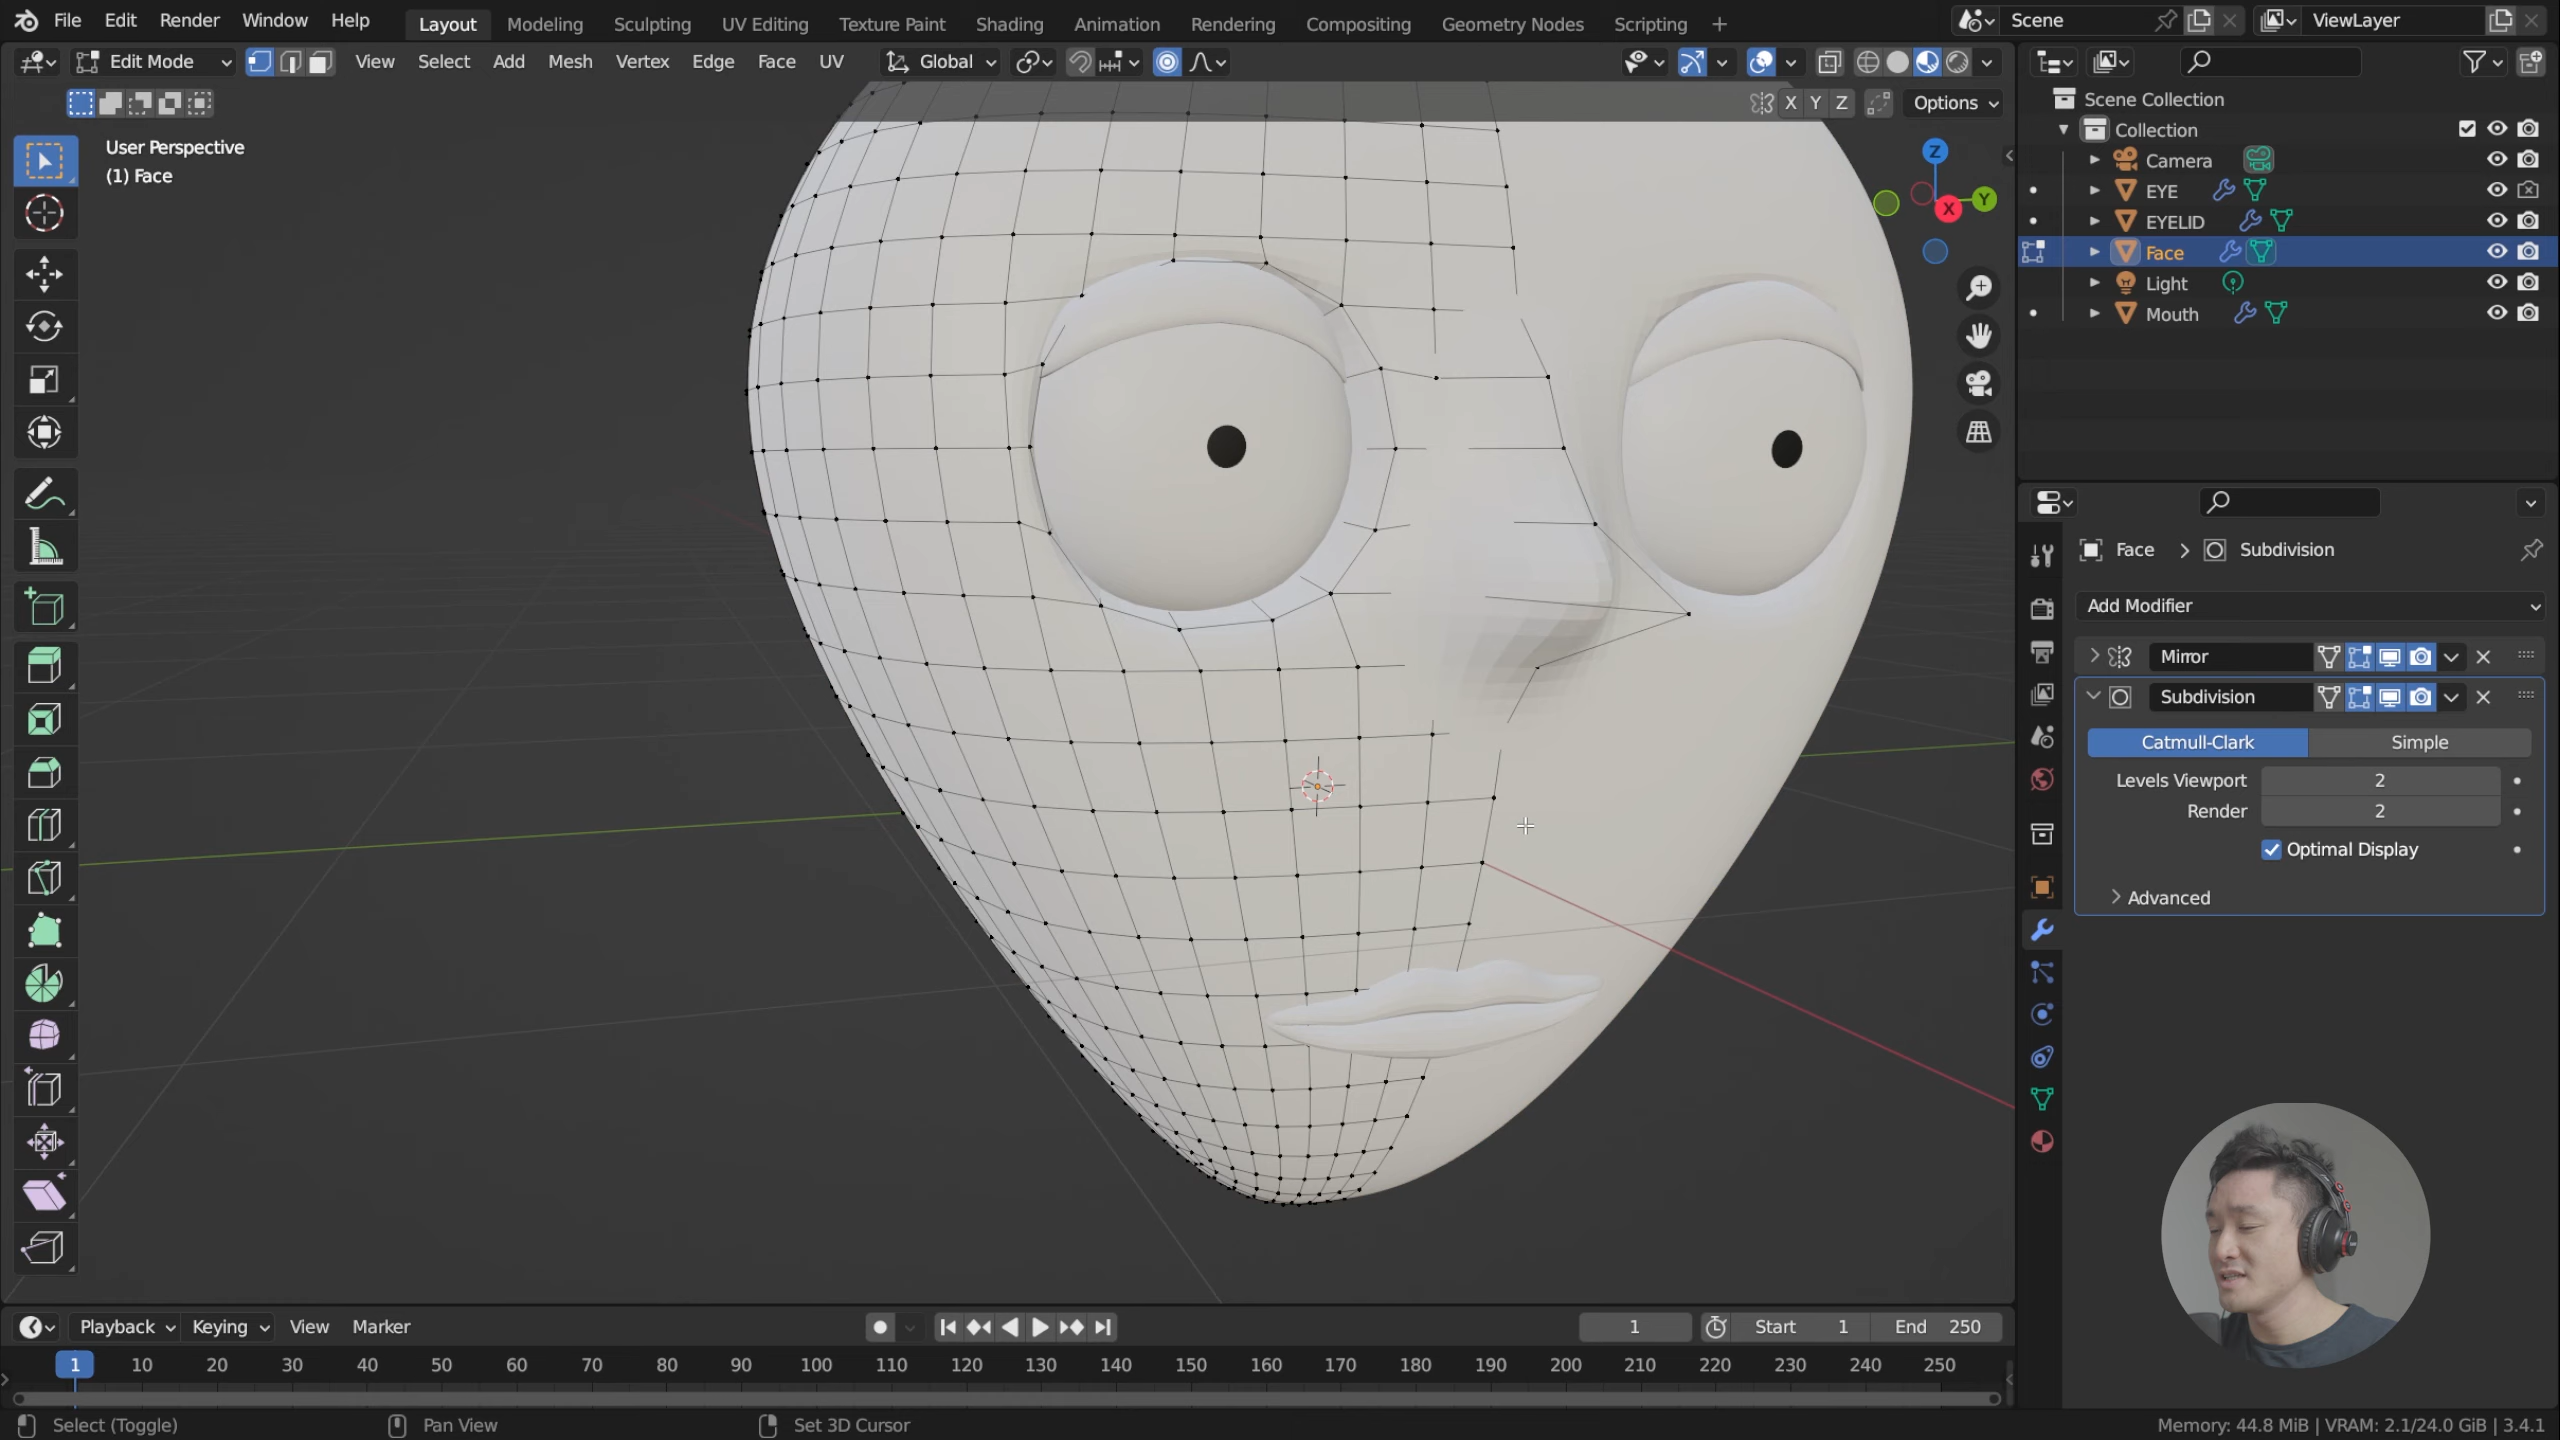 File Edit Render Window Help Layout Modeling Sculpting UV Editing Texture Paint Shading Animation Rendering Compositing Geometry Nodes Scripting + Scene ViewLayer
Edit Mode View Select Add Mesh Vertex Edge Face UV Global
X Y Z Options
User Perspective
(1) Face
Z
Y
X
Scene Collection
Collection
Camera
EYE
EYELID
Face
Light
Mouth
Face > Subdivision
Add Modifier
Mirror
Subdivision
Catmull-Clark Simple
Levels Viewport 2
Render 2
Optimal Display
Advanced
Playback Keying View Marker 1 Start 1 End 250
1 10 20 30 40 50 60 70 80 90 100 110 120 130 140 150 160 170 180 190 200 210 220 230 240 250
Select (Toggle) Pan View Set 3D Cursor Memory: 44.8 MiB | VRAM: 2.1/24.0 GiB | 3.4.1